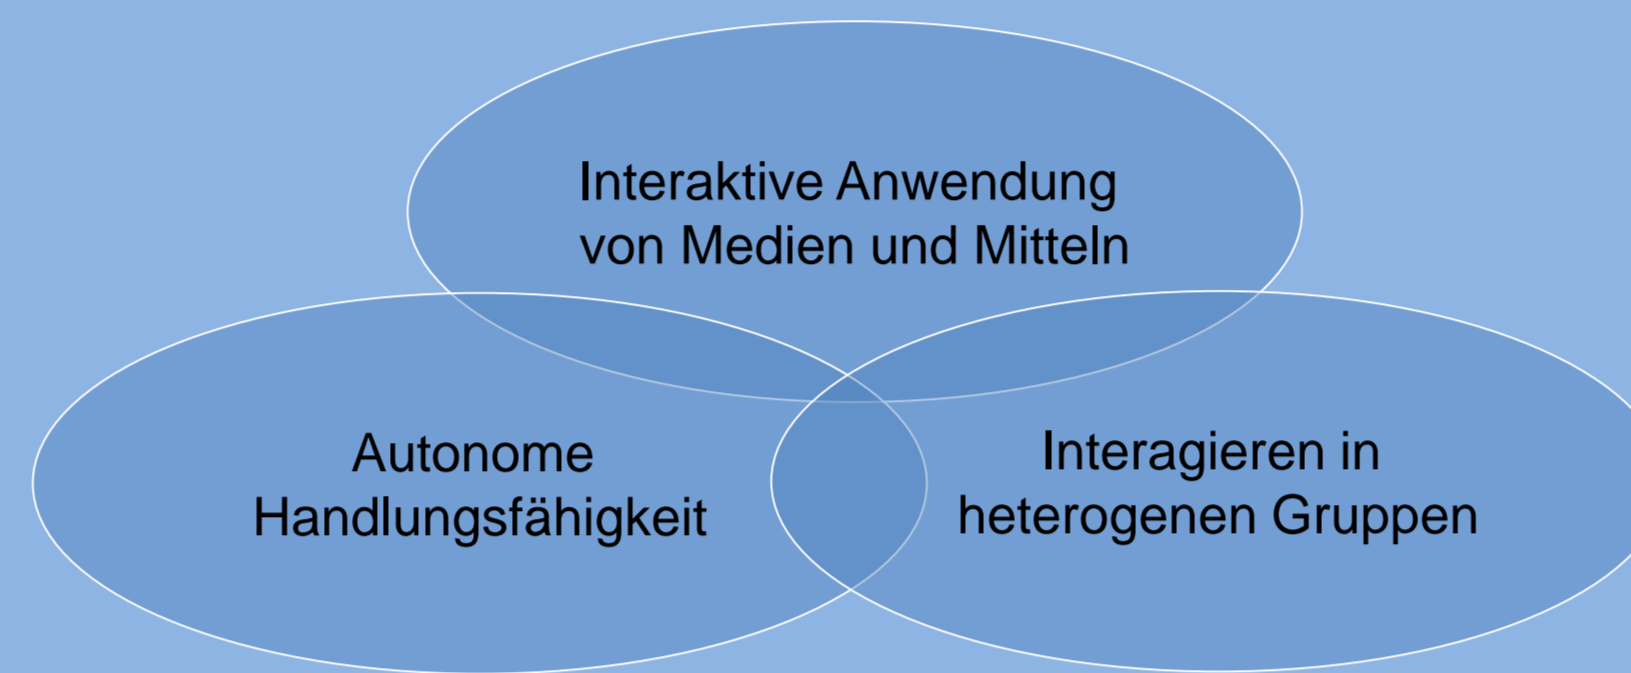 Interaktive Anwendung
von Medien und Mitteln
Autonome
Handlungsfähigkeit
Interagieren in
heterogenen Gruppen